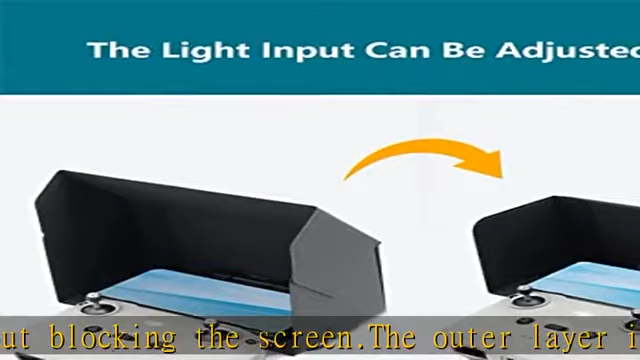 The Light Input Can Be Adjusted
ut blocking the screen.The outer layer i